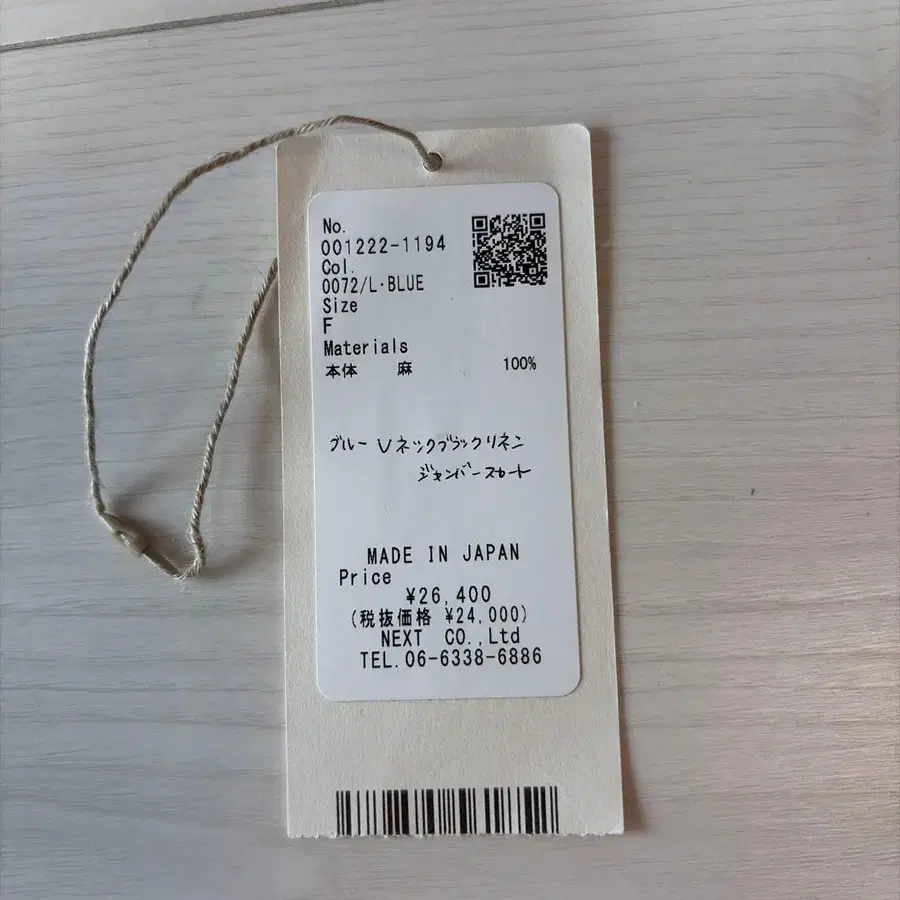 No.
001222-1194
Col.
0072/L·BLUE
Size
F
Materials
本体 麻 100%
ブルー Vネックブラックリネン
ジャンバースカート
MADE IN JAPAN
Price
¥26,400
(税抜価格 ¥24,000)
NEXT CO.,Ltd
TEL.06-6338-6886